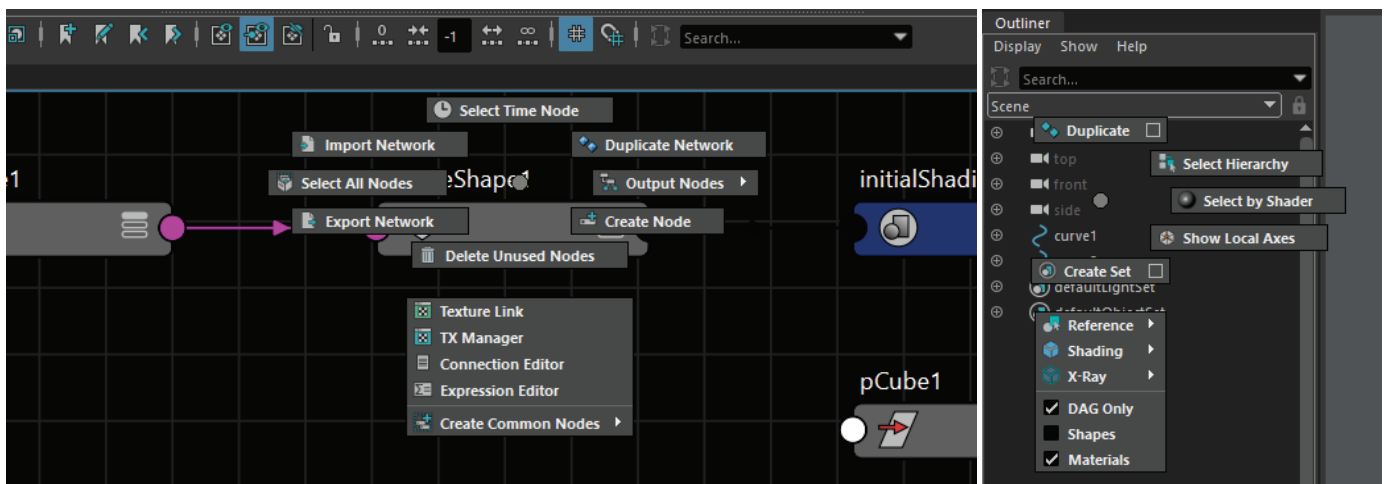 -1
Search...
Select Time Node
Import Network
Duplicate Network
Select All Nodes
eShape1
Output Nodes
initialShadi
Export Network
Create Node
Delete Unused Nodes
Texture Link
TX Manager
Connection Editor
Expression Editor
Create Common Nodes
pCube1
Outliner
Display Show Help
Search...
Scene
Duplicate
top
Select Hierarchy
front
Select by Shader
side
curve1
Show Local Axes
Create Set
defaultLightSet
defaultObjectSet
Reference
Shading
X-Ray
DAG Only
Shapes
Materials